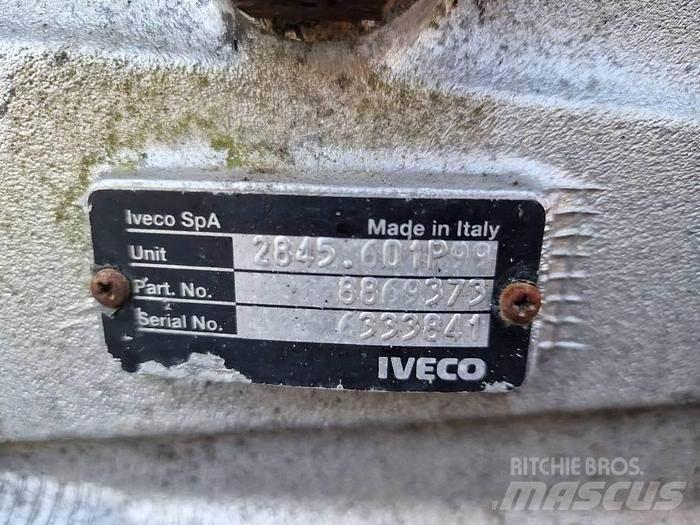 Iveco SpA Made in Italy
Unit 2845.601P99
Part. No. 8869373
Serial No. 6333841
IVECO
RITCHIE BROS.
MASCUS